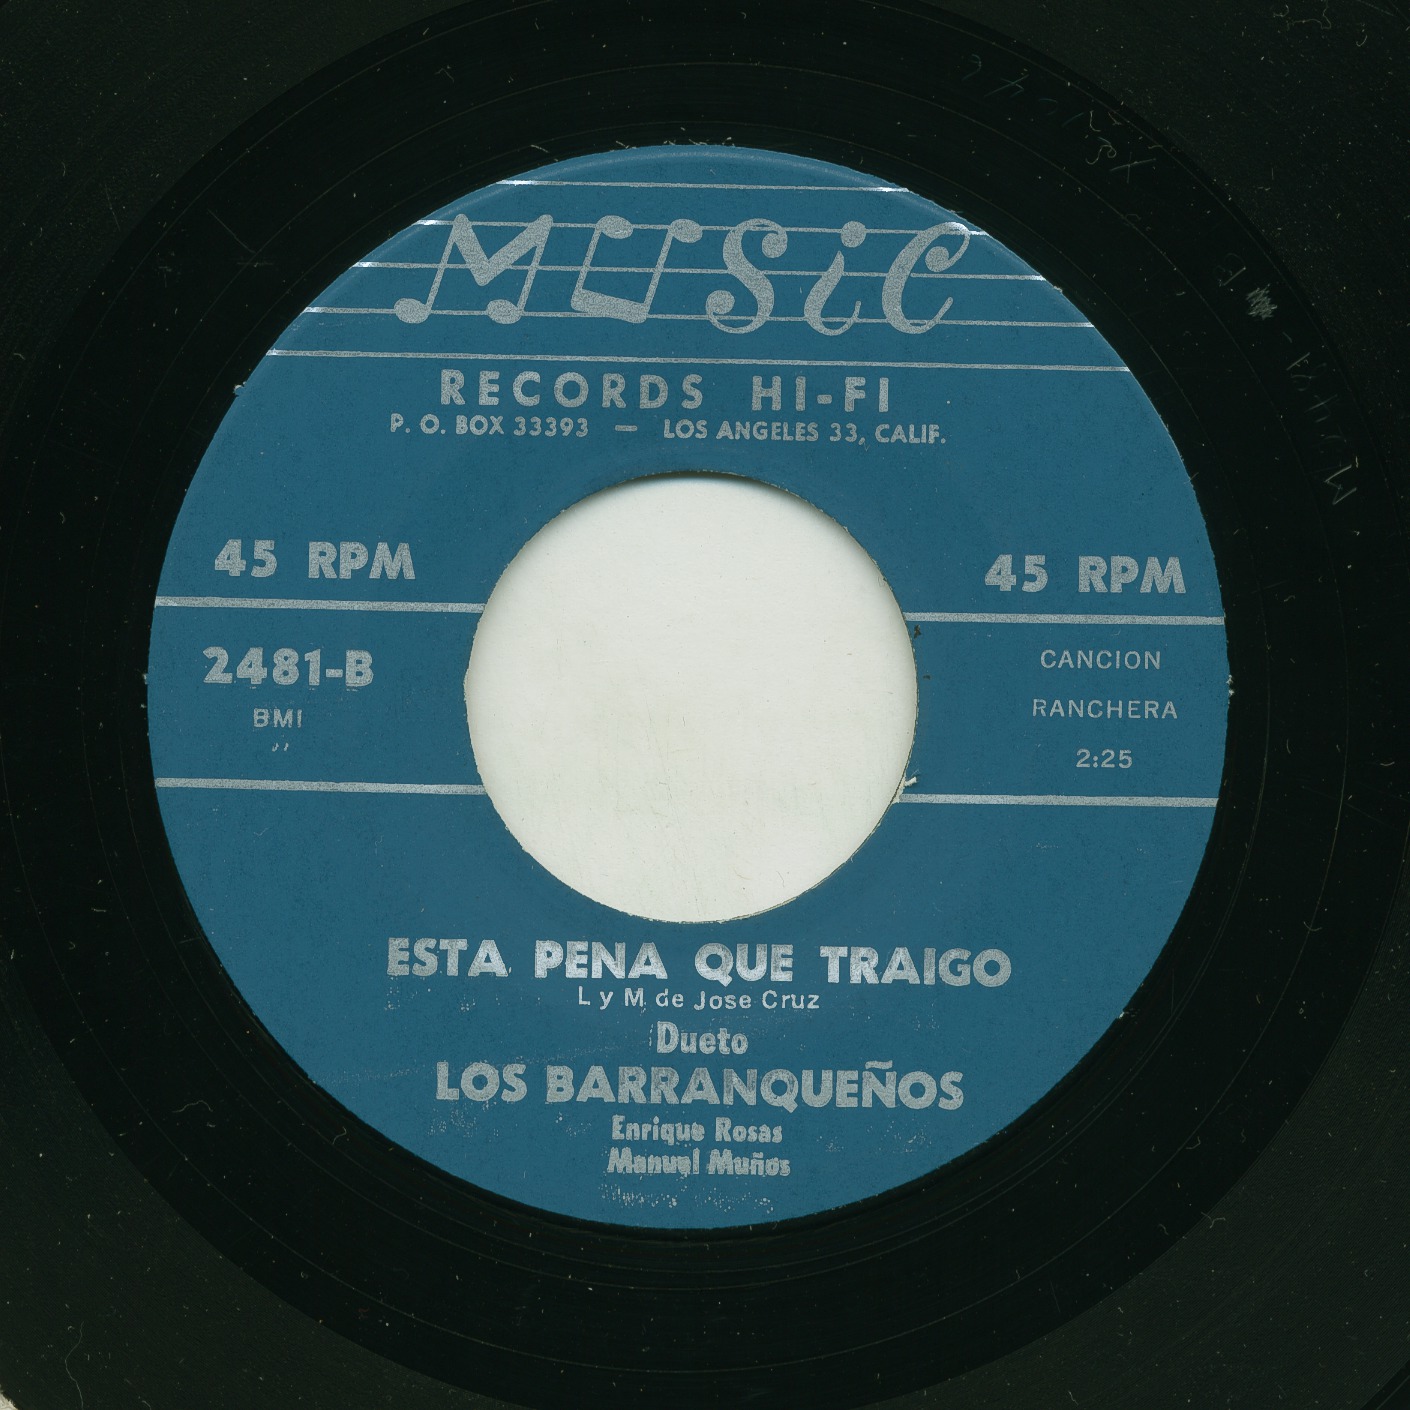 MUSiC
RECORDS HI-FI
P. O. BOX 33393 — LOS ANGELES 33, CALIF.
45 RPM
45 RPM
2481-B
BMI
CANCION
RANCHERA
2:25
ESTA PENA QUE TRAIGO
L y M de Jose Cruz
Dueto
LOS BARRANQUEÑOS
Enrique Rosas
Manuel Muños